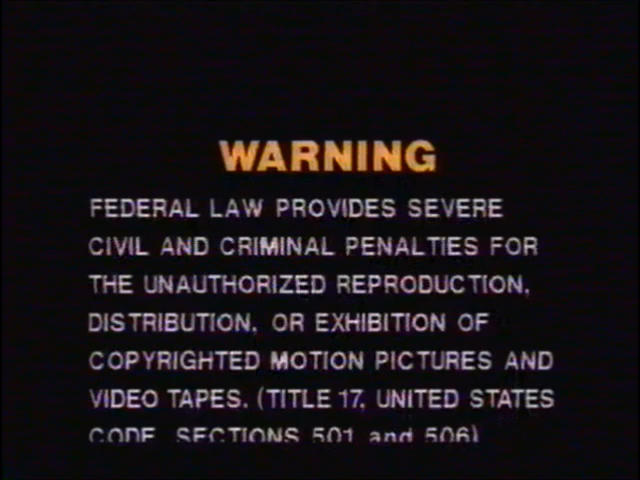 WARNING
FEDERAL LAW PROVIDES SEVERE
CIVIL AND CRIMINAL PENALTIES FOR
THE UNAUTHORIZED REPRODUCTION,
DISTRIBUTION, OR EXHIBITION OF
COPYRIGHTED MOTION PICTURES AND
VIDEO TAPES. (TITLE 17, UNITED STATES
CODE, SECTIONS 501 and 506)